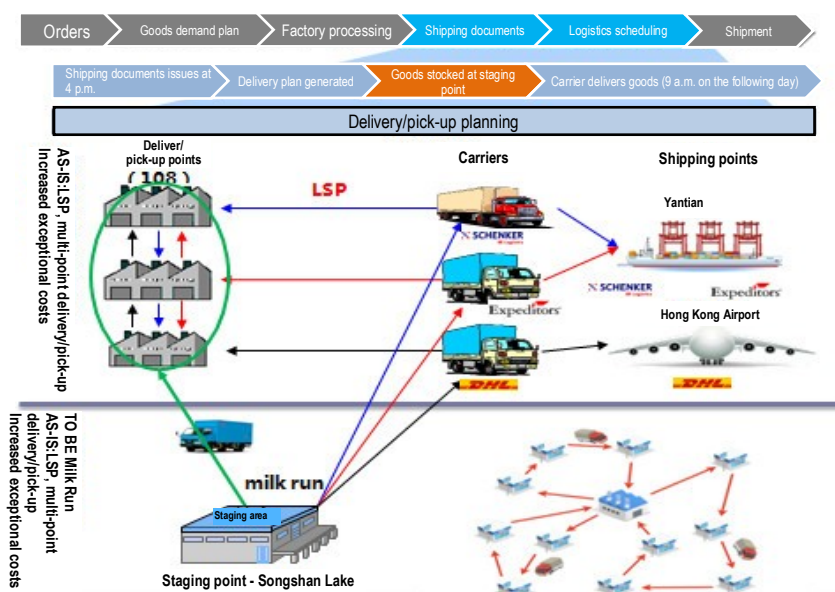 Orders
Goods demand plan
Factory processing
Shipping documents
Logistics scheduling
Shipment
Shipping documents issues at
4 p.m.
Delivery plan generated
Goods stocked at staging
point
Carrier delivers goods (9 a.m. on the following day)
Delivery/pick-up planning
AS-IS:LSP, multi-point delivery/pick-up
Increased exceptional costs
Deliver/
pick-up points
(108)
Carriers
Shipping points
LSP
Yantian
SCHENKER
Expeditors
SCHENKER
Expeditors
Hong Kong Airport
DHL
DHL
TO BE Milk Run
AS-IS:LSP, multi-point
delivery/pick-up
Increased exceptional costs
milk run
Staging area
Staging point - Songshan Lake